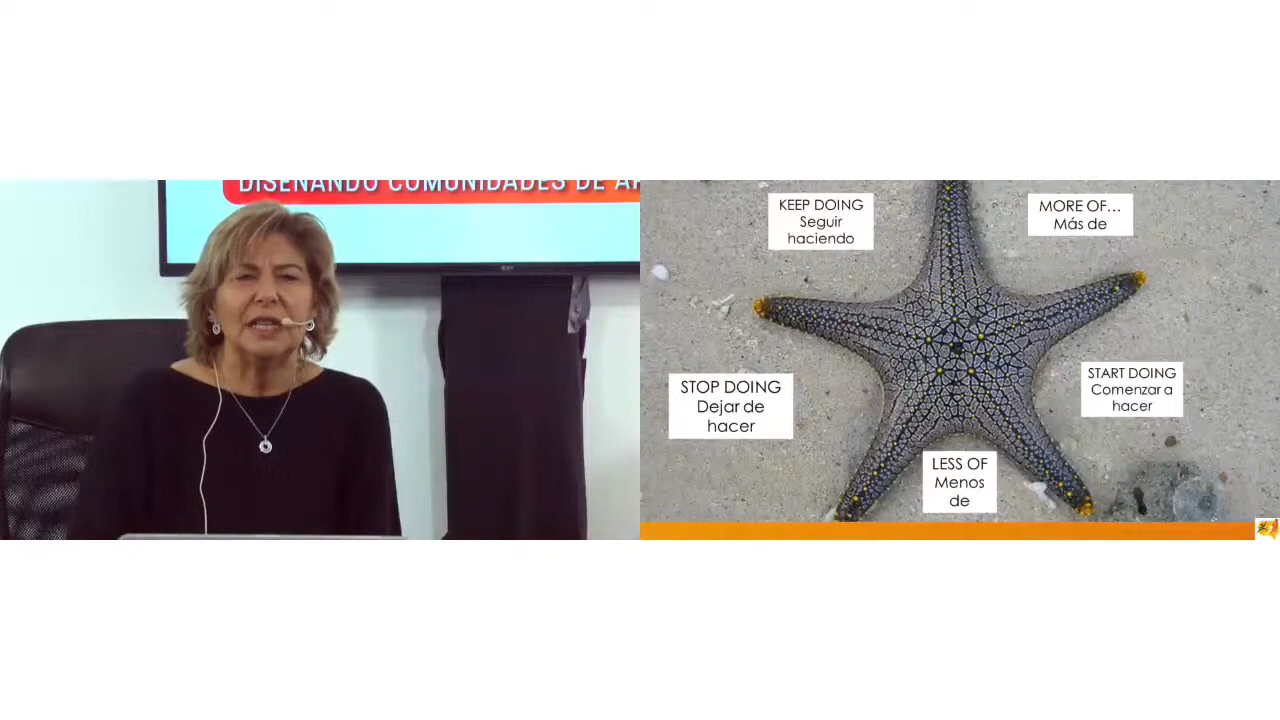 DISEÑANDO COMUNIDADES DE
KEEP DOING
Seguir
haciendo
MORE OF...
Más de
STOP DOING
Dejar de
hacer
START DOING
Comenzar a
hacer
LESS OF
Menos
de